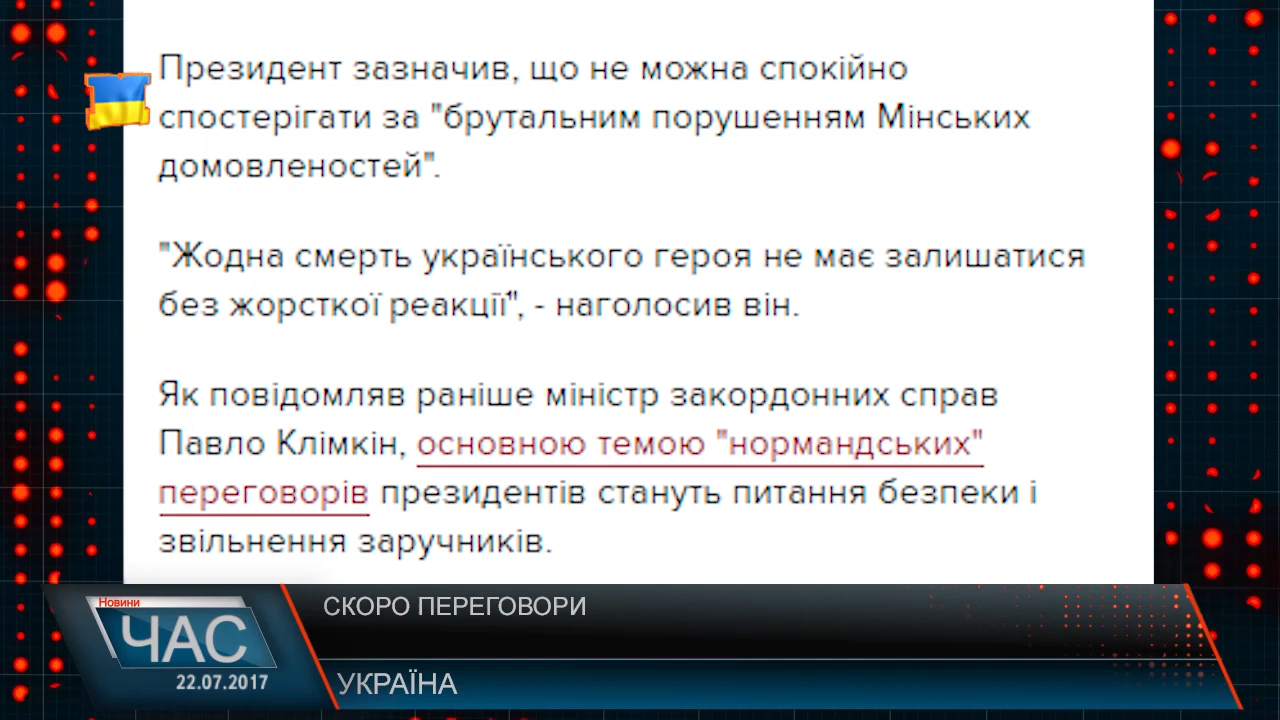 Президент зазначив, що не можна спокійно
спостерігати за "брутальним порушенням Мінських
домовленостей".
"Жодна смерть українського героя не має залишатися
без жорсткої реакції", - наголосив він.
Як повідомляв раніше міністр закордонних справ
Павло Клімкін, основною темою "нормандських"
переговорів президентів стануть питання безпеки і
звільнення заручників.
Новини
ЧАС
22.07.2017
СКОРО ПЕРЕГОВОРИ
УКРАЇНА